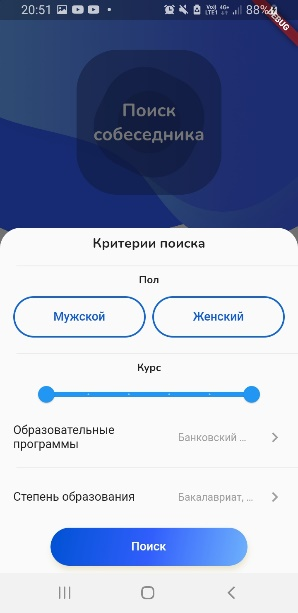 20:51 88%
DEBUG
Поиск
собеседника
Критерии поиска
Пол
Мужской Женский
Курс
Образовательные
программы
Банковский ...
Степень образования Бакалавриат, ...
Поиск